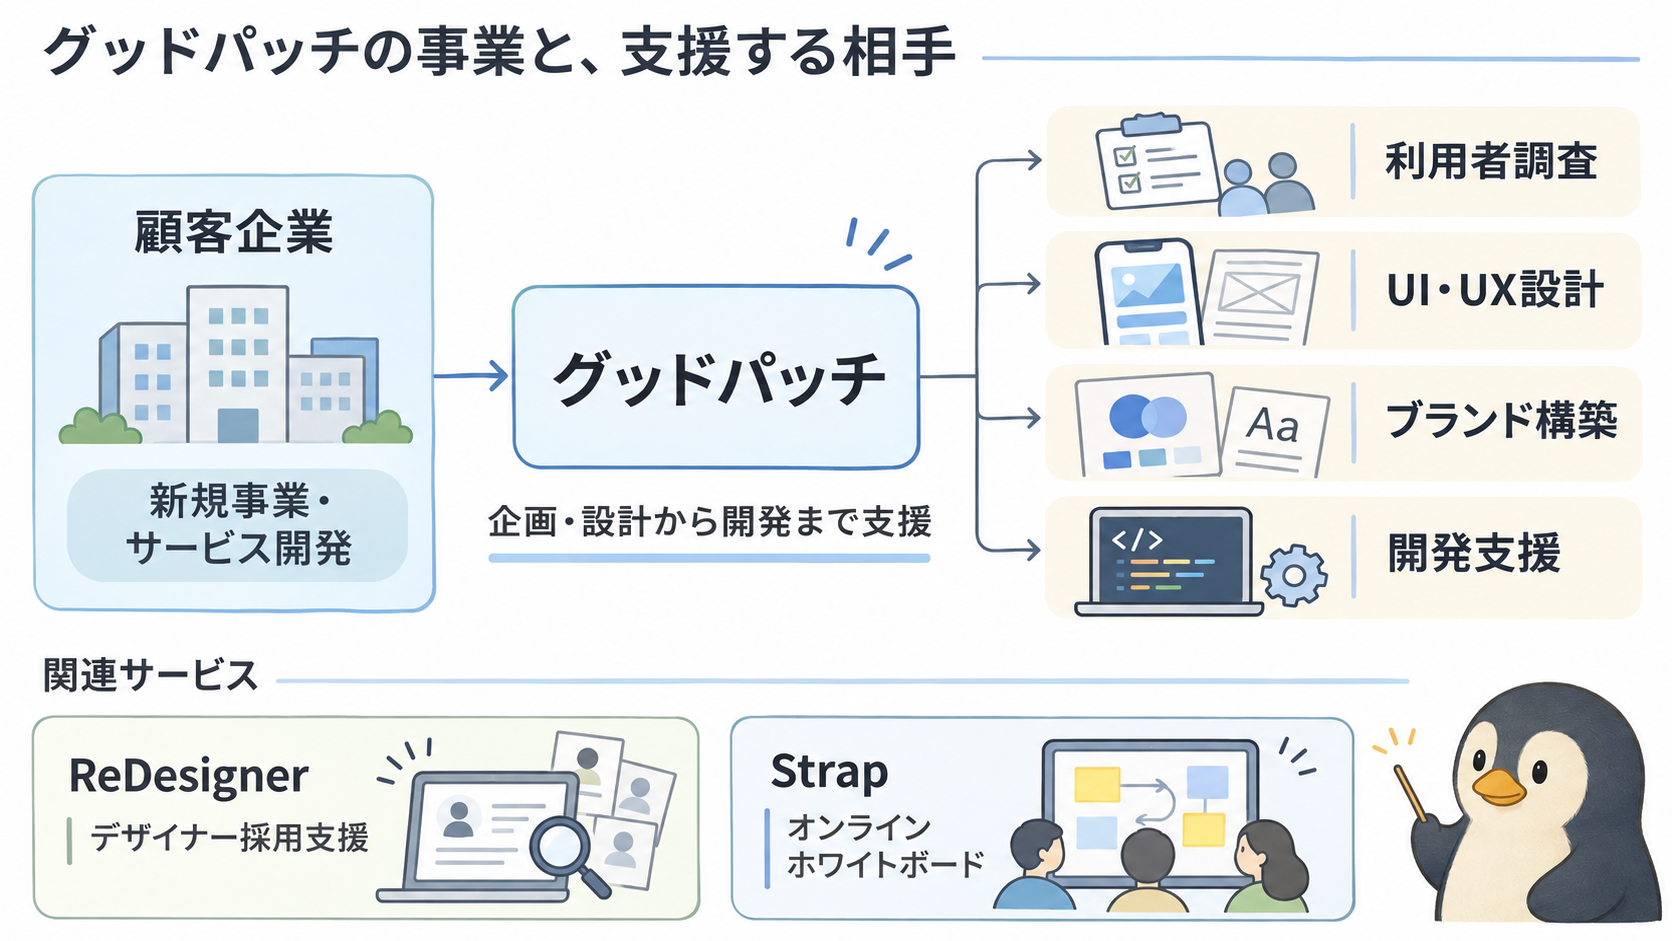 グッドパッチの事業と、支援する相手
顧客企業
新規事業・
サービス開発
グッドパッチ
企画・設計から開発まで支援
利用者調査
UI・UX設計
Aa
ブランド構築
</>
開発支援
関連サービス
ReDesigner
デザイナー採用支援
Strap
オンライン
ホワイトボード